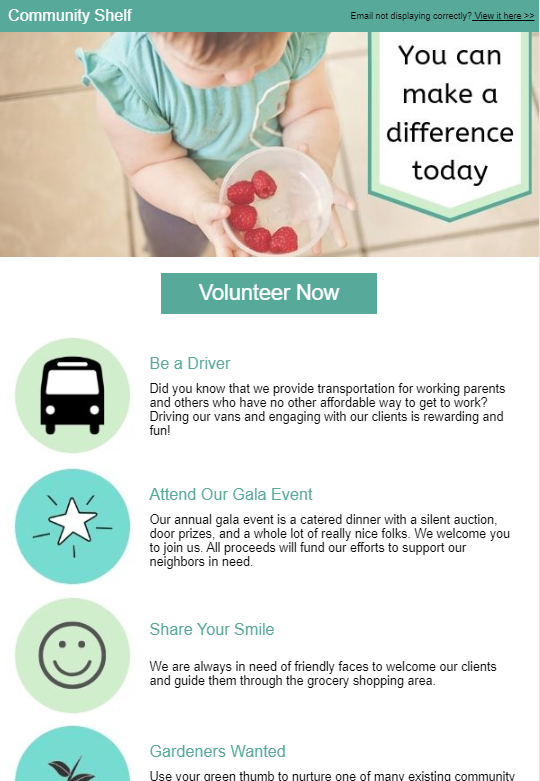 Community Shelf
Email not displaying correctly? View it here >>
You can
make a
difference
today
Volunteer Now
Be a Driver
Did you know that we provide transportation for working parents
and others who have no other affordable way to get to work?
Driving our vans and engaging with our clients is rewarding and
fun!
Attend Our Gala Event
Our annual gala event is a catered dinner with a silent auction,
door prizes, and a whole lot of really nice folks. We welcome you
to join us. All proceeds will fund our efforts to support our
neighbors in need.
Share Your Smile
We are always in need of friendly faces to welcome our clients
and guide them through the grocery shopping area.
Gardeners Wanted
Use your green thumb to nurture one of many existing community